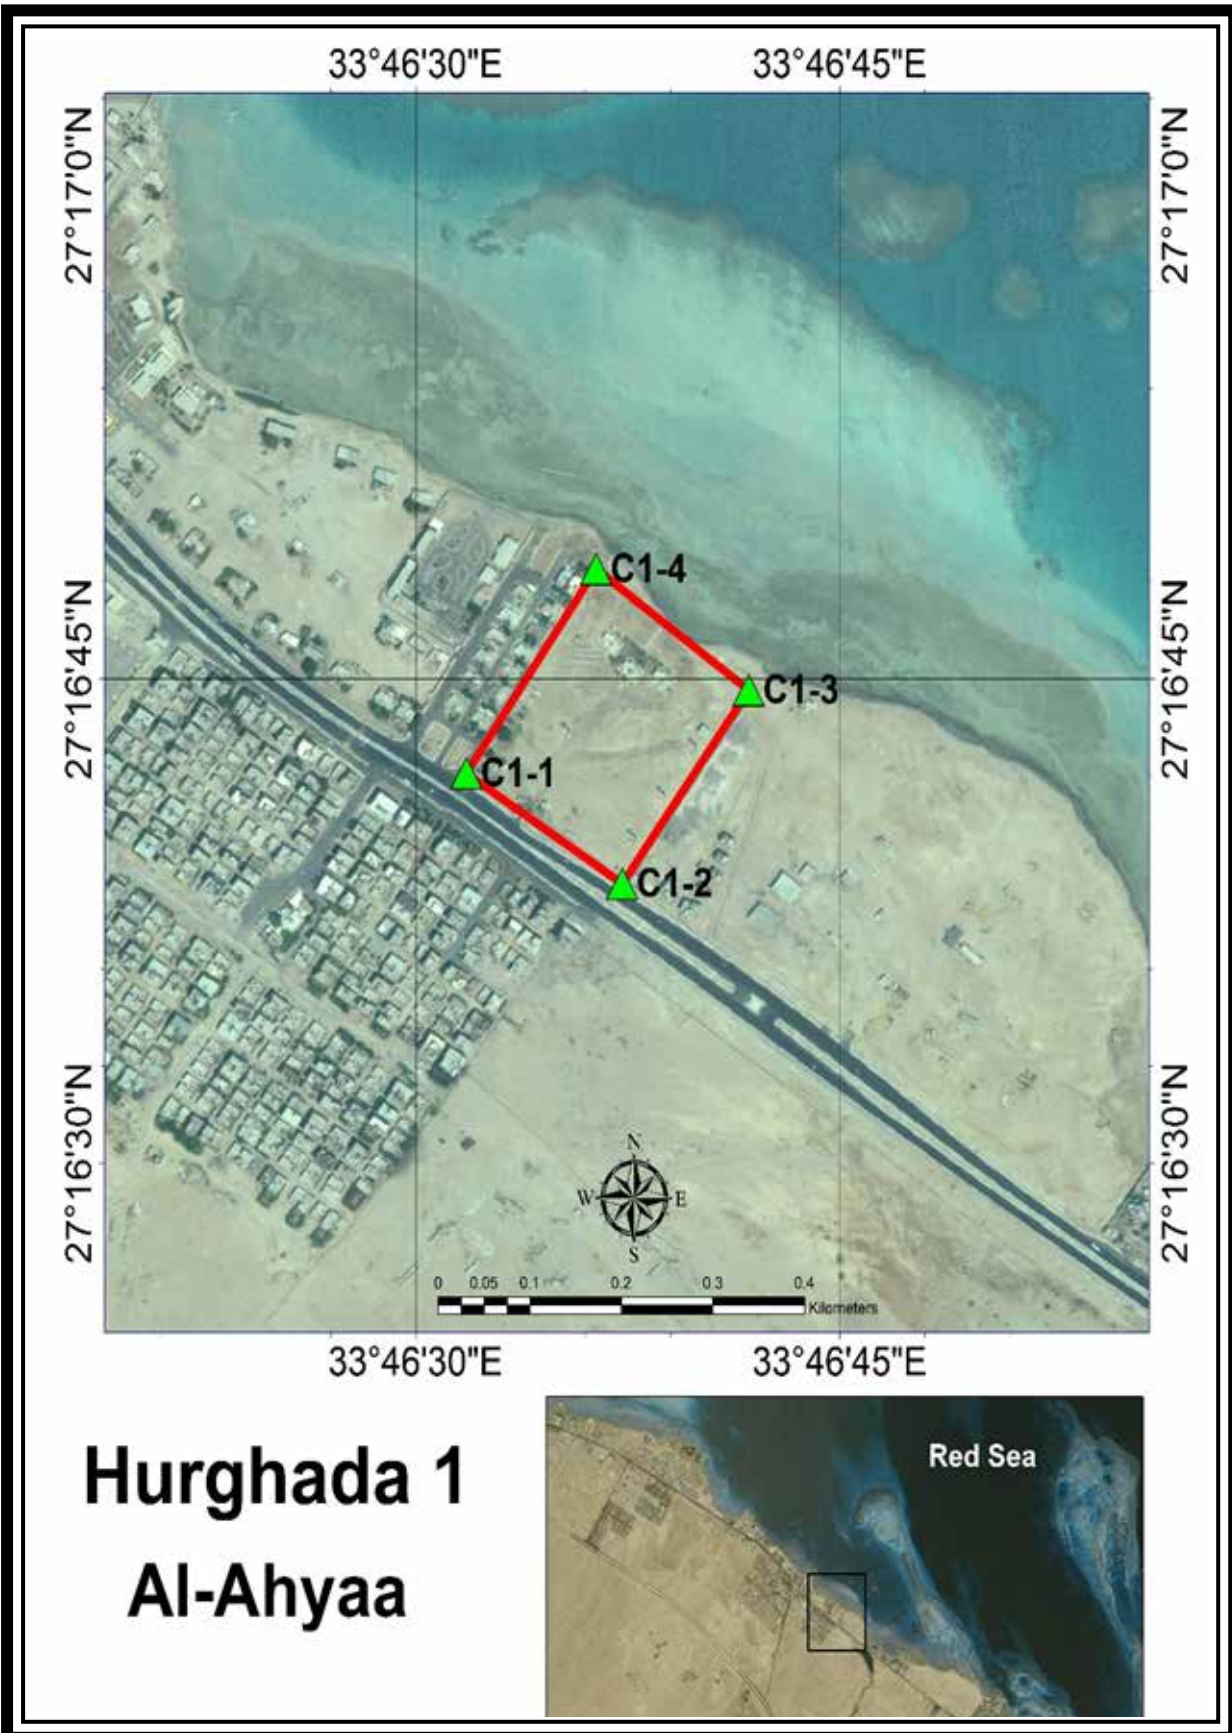 33°46'30"E 33°46'45"E
27°17'0"N 27°17'0"N
C1-4
27°16'45"N 27°16'45"N
C1-3
C1-1
C1-2
27°16'30"N 27°16'30"N
N
W E
S
0 0.05 0.1 0.2 0.3 0.4
Kilometers
33°46'30"E 33°46'45"E
Red Sea
Hurghada 1
Al-Ahyaa